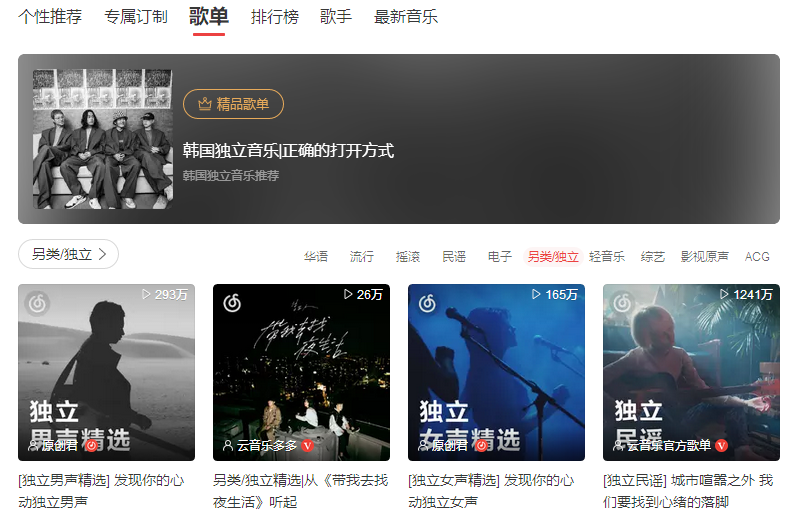 个性推荐 专属订制 歌单 排行榜 歌手 最新音乐
精品歌单
韩国独立音乐|正确的打开方式
韩国独立音乐推荐
另类/独立
华语 流行 摇滚 民谣 电子 另类/独立 轻音乐 综艺 影视原声 ACG
293万
26万
165万
1241万
带我去找
夜生活
独立
男声精选
独立
女声精选
独立
民谣
原创君
云音乐多多
原创君
云音乐官方歌单
[独立男声精选] 发现你的心
动独立男声
另类/独立精选|从《带我去找
夜生活》听起
[独立女声精选] 发现你的心
动独立女声
[独立民谣] 城市喧嚣之外 我
们要找到心绪的落脚